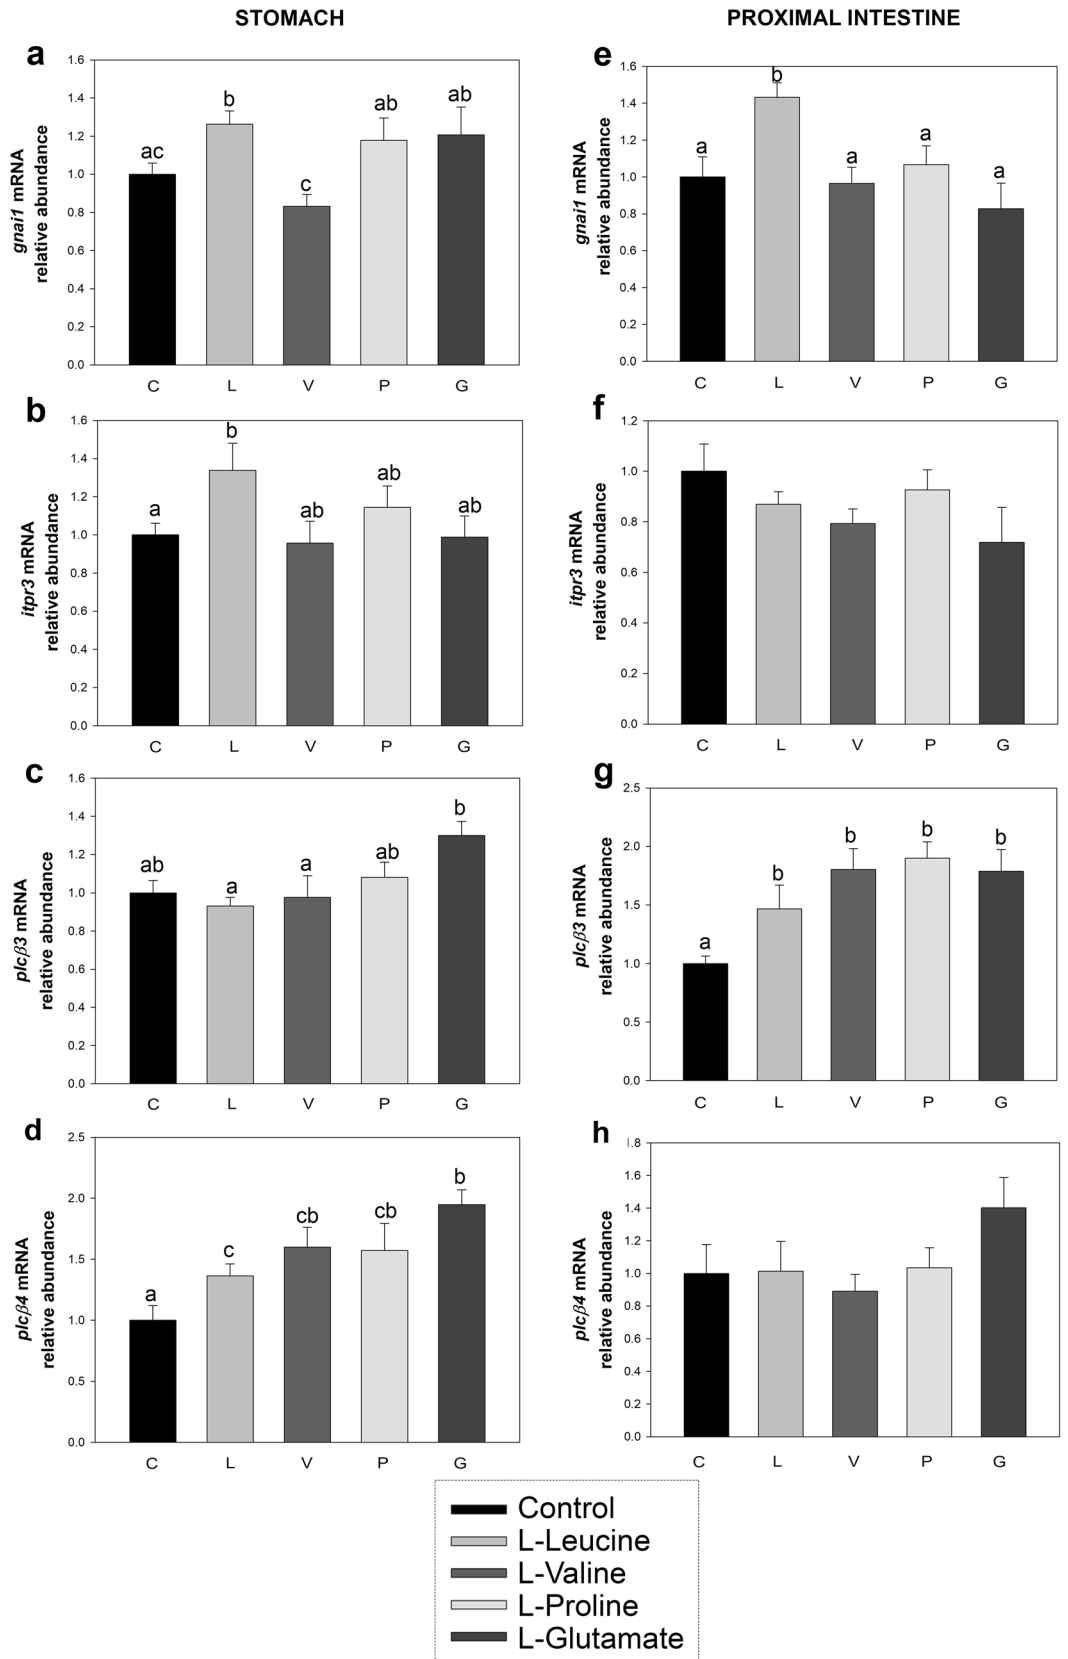 STOMACH
PROXIMAL INTESTINE
a
gnai1 mRNA
relative abundance
1.6
1.4
1.2
1.0
0.8
0.6
0.4
0.2
0.0
ac
b
c
ab
ab
C L V P G
e
gnai1 mRNA
relative abundance
1.6
1.4
1.2
1.0
0.8
0.6
0.4
0.2
0.0
a
b
a
a
a
C L V P G
b
itpr3 mRNA
relative abundance
1.6
1.4
1.2
1.0
0.8
0.6
0.4
0.2
0.0
a
b
ab
ab
ab
C L V P G
f
itpr3 mRNA
relative abundance
1.2
1.0
0.8
0.6
0.4
0.2
0.0
C L V P G
c
plcβ3 mRNA
relative abundance
1.6
1.4
1.2
1.0
0.8
0.6
0.4
0.2
0.0
ab
a
a
ab
b
C L V P G
g
plcβ3 mRNA
relative abundance
2.5
2.0
1.5
1.0
0.5
0.0
a
b
b
b
b
C L V P G
d
plcβ4 mRNA
relative abundance
2.5
2.0
1.5
1.0
0.5
0.0
a
c
cb
cb
b
C L V P G
h
plcβ4 mRNA
relative abundance
1.8
1.6
1.4
1.2
1.0
0.8
0.6
0.4
0.2
0.0
C L V P G
Control
L-Leucine
L-Valine
L-Proline
L-Glutamate